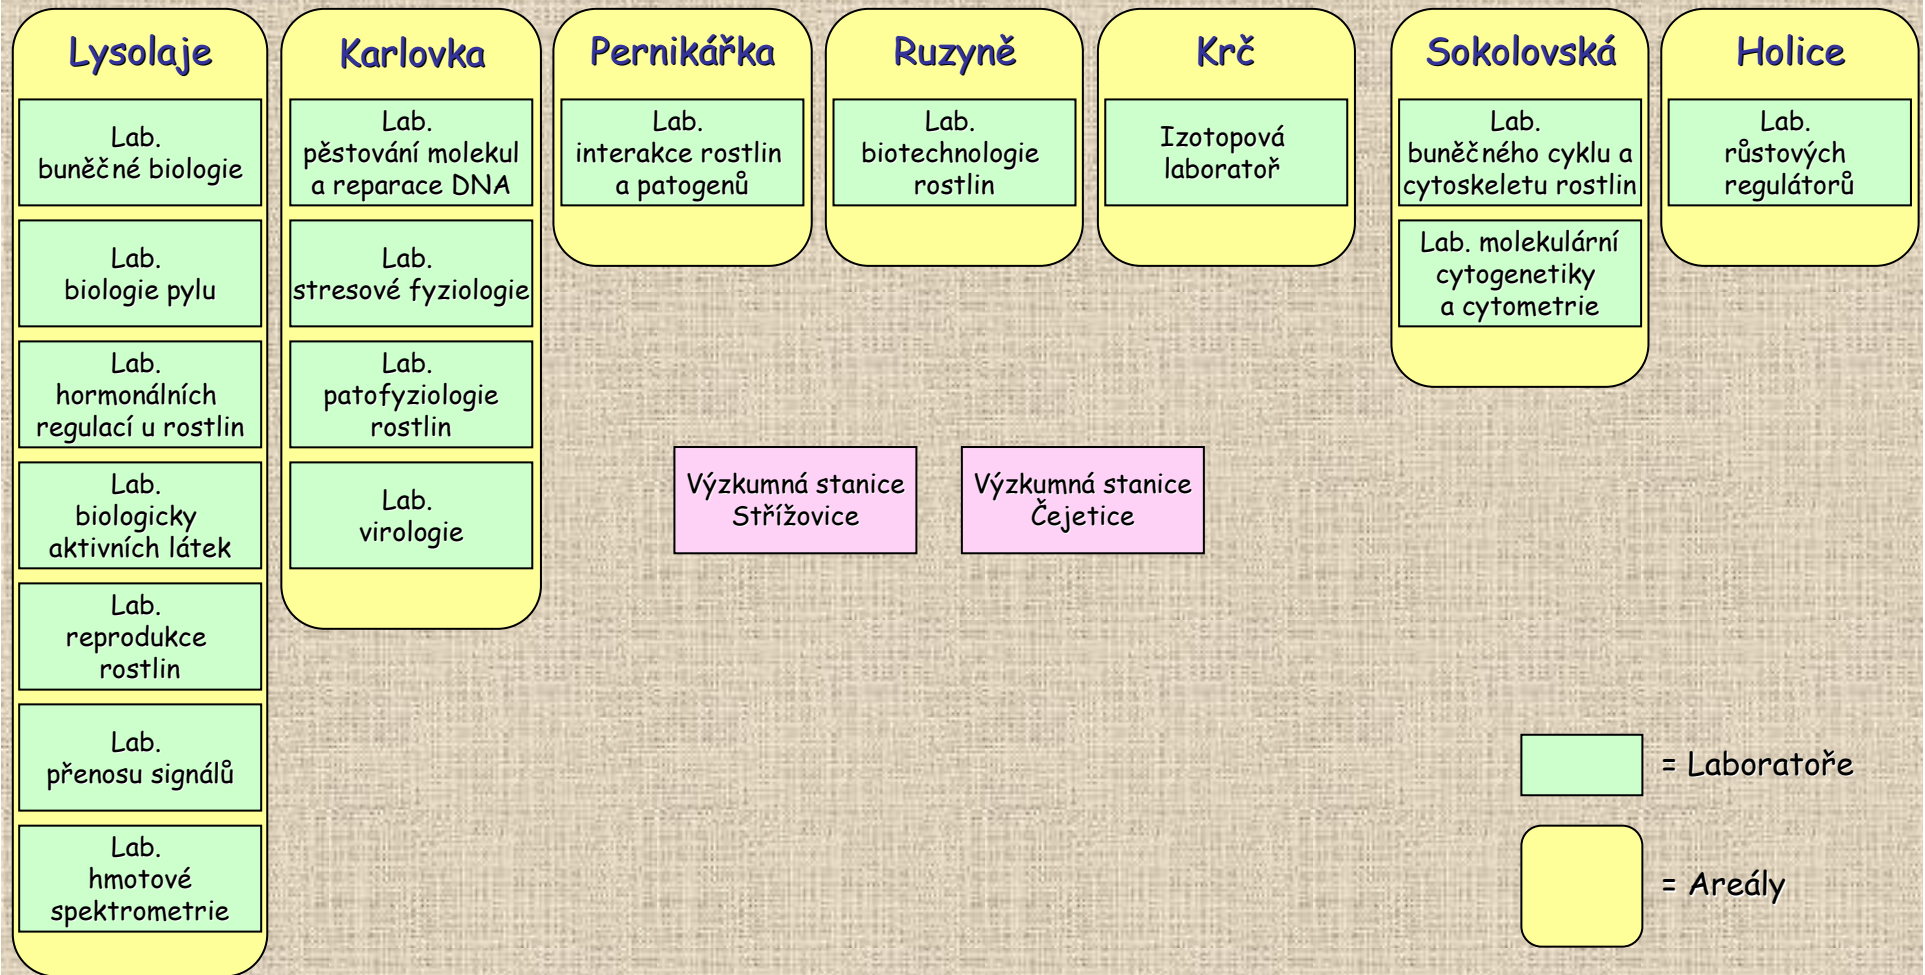 Lysolaje
Lab.
buněčné biologie
Lab.
biologie pylu
Lab.
hormonálních
regulací u rostlin
Lab.
biologicky
aktivních látek
Lab.
reprodukce
rostlin
Lab.
přenosu signálů
Lab.
hmotové
spektrometrie
Karlovka
Lab.
pěstování molekul
a reparace DNA
Lab.
stresové fyziologie
Lab.
patofyziologie
rostlin
Lab.
virologie
Pernikářka
Lab.
interakce rostlin
a patogenů
Ruzyně
Lab.
biotechnologie
rostlin
Krč
Izotopová
laboratoř
Sokolovská
Lab.
buněčného cyklu a
cytoskeletu rostlin
Lab. molekulární
cytogenetiky
a cytometrie
Holice
Lab.
růstových
regulátorů
Výzkumná stanice
Střížovice
Výzkumná stanice
Čejetice
= Laboratoře
= Areály